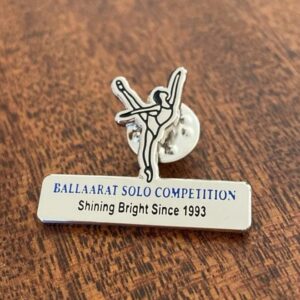 BALLAARAT SOLO COMPETITION
Shining Bright Since 1993